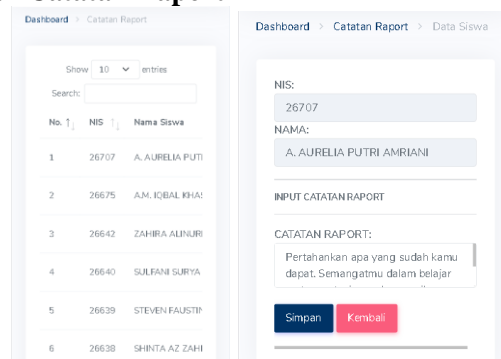 Dashboard > Catatan Raport
Show 10 entries
Search:
No. NIS Nama Siswa
1 26707 A. AURELIA PUTI
2 26675 A.M. IQBAL KHA
3 26642 ZAHIRA ALINURI
4 26640 SULFANI SURYA
5 26639 STEVEN FAUSTIN
6 26638 SHINTA AZ ZAHI
Dashboard > Catatan Raport > Data Siswa
NIS:
26707
NAMA:
A. AURELIA PUTRI AMRIANI
INPUT CATATAN RAPORT
CATATAN RAPORT:
Pertahankan apa yang sudah kamu
dapat. Semangatmu dalam belajar
Simpan Kembali